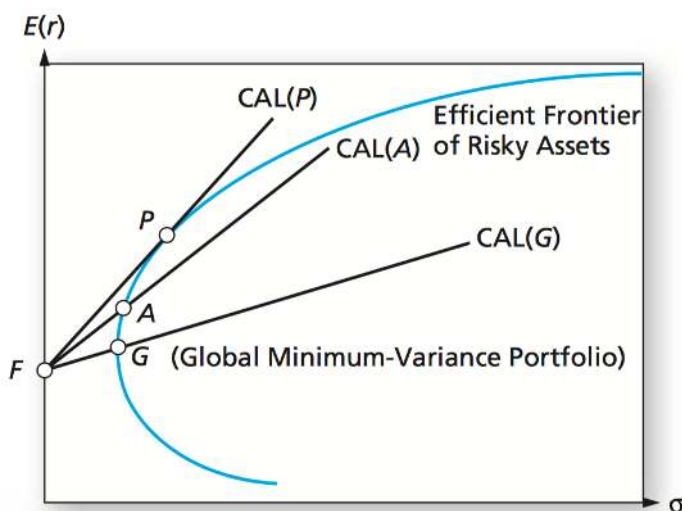 E(r)
CAL(P)
Efficient Frontier
of Risky Assets
CAL(A)
P
CAL(G)
A
G (Global Minimum-Variance Portfolio)
F
σ